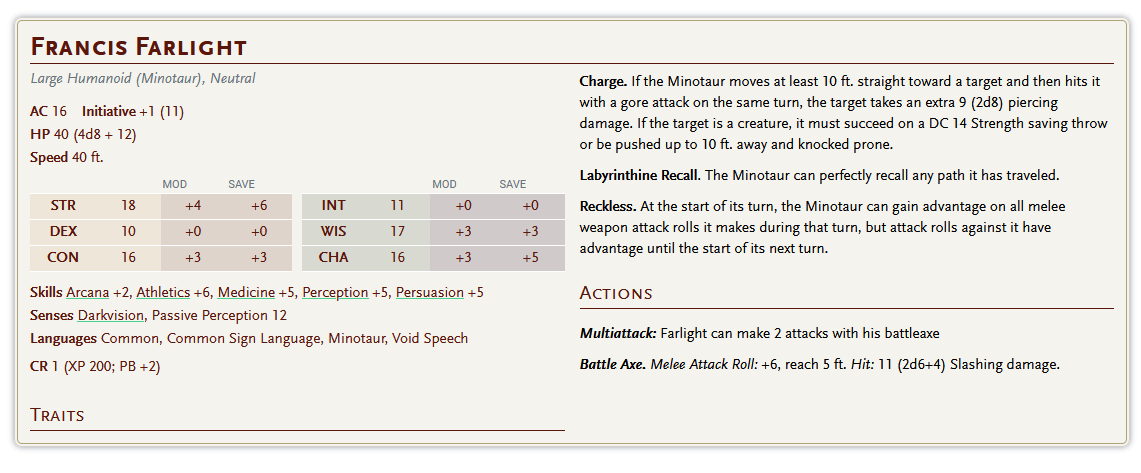 Francis Farlight
Large Humanoid (Minotaur), Neutral
AC 16 Initiative +1 (11)
HP 40 (4d8 + 12)
Speed 40 ft.
MOD SAVE MOD SAVE
STR 18 +4 +6 INT 11 +0 +0
DEX 10 +0 +0 WIS 17 +3 +3
CON 16 +3 +3 CHA 16 +3 +5
Skills Arcana +2, Athletics +6, Medicine +5, Perception +5, Persuasion +5
Senses Darkvision, Passive Perception 12
Languages Common, Common Sign Language, Minotaur, Void Speech
CR 1 (XP 200; PB +2)
Traits
Charge. If the Minotaur moves at least 10 ft. straight toward a target and then hits it
with a gore attack on the same turn, the target takes an extra 9 (2d8) piercing
damage. If the target is a creature, it must succeed on a DC 14 Strength saving throw
or be pushed up to 10 ft. away and knocked prone.
Labyrinthine Recall. The Minotaur can perfectly recall any path it has traveled.
Reckless. At the start of its turn, the Minotaur can gain advantage on all melee
weapon attack rolls it makes during that turn, but attack rolls against it have
advantage until the start of its next turn.
Actions
Multiattack: Farlight can make 2 attacks with his battleaxe
Battle Axe. Melee Attack Roll: +6, reach 5 ft. Hit: 11 (2d6+4) Slashing damage.